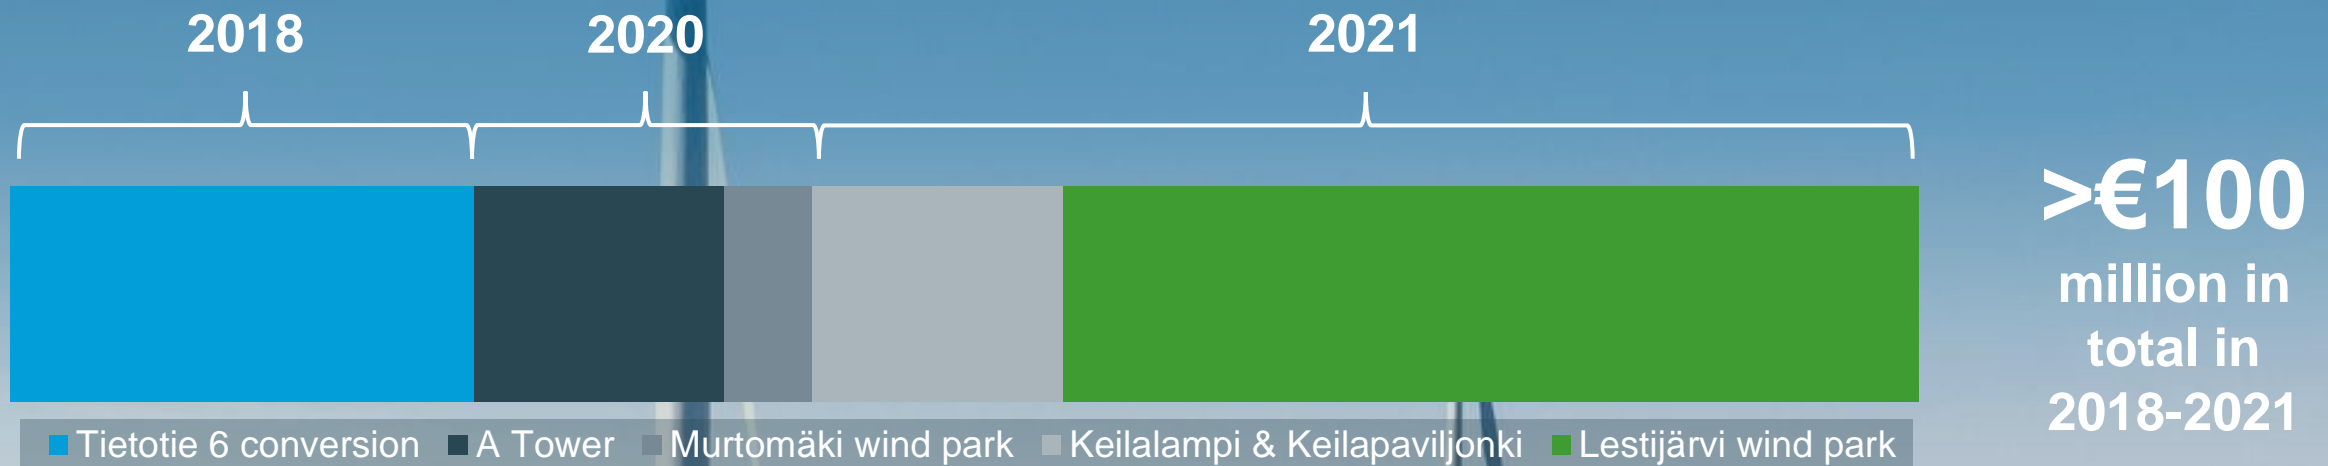 2018
2020
2021
>€100
million in
total in
2018-2021
Tietotie 6 conversion
A Tower
Murtomäki wind park
Keilalampi & Keilapaviljonki
Lestijärvi wind park